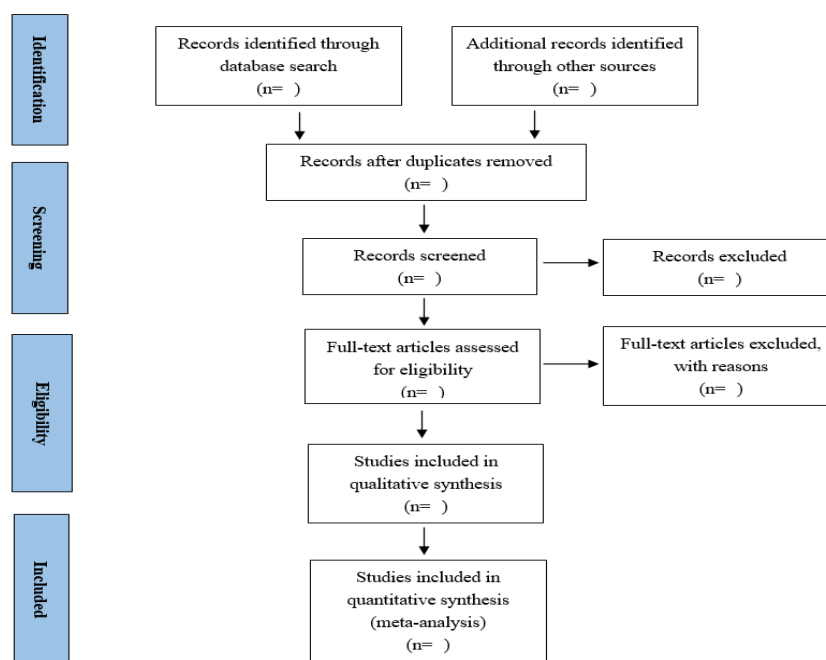 Identification
Records identified through
database search
(n=  )
Additional records identified
through other sources
(n=  )
Records after duplicates removed
(n=  )
Screening
Records screened
(n=  )
Records excluded
(n=  )
Eligibility
Full-text articles assessed
for eligibility
(n=  )
Full-text articles excluded,
with reasons
(n=  )
Studies included in
qualitative synthesis
(n=  )
Included
Studies included in
quantitative synthesis
(meta-analysis)
(n=  )